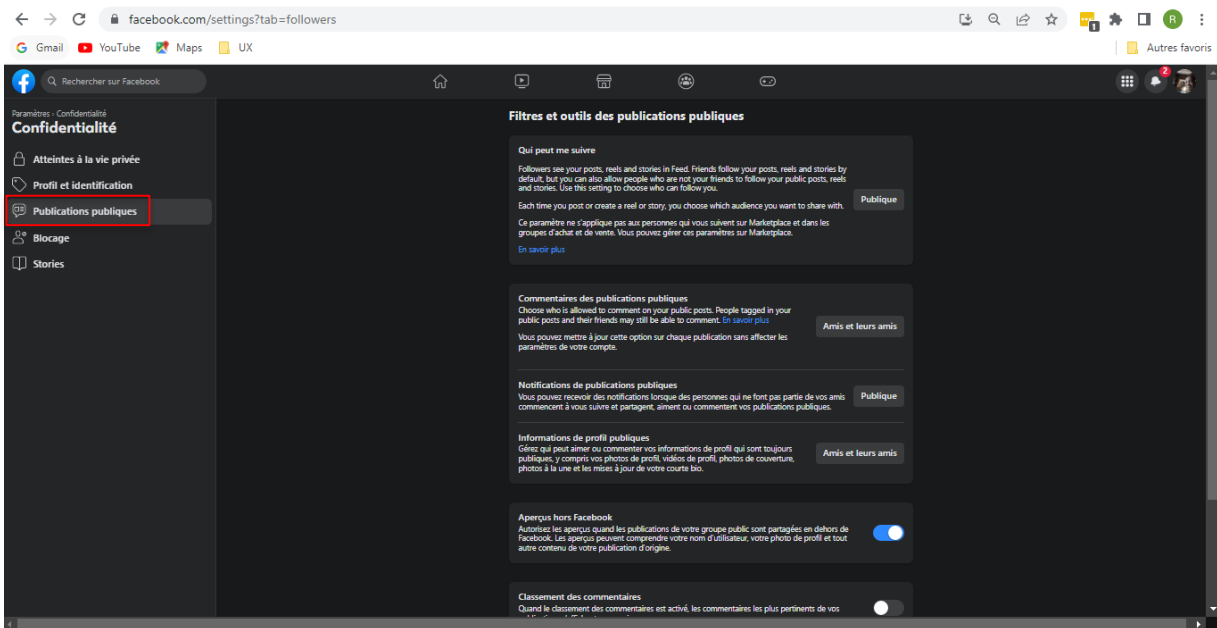 facebook.com/settings?tab=followers
1
R
Gmail
YouTube
Maps
UX
Autres favoris
Rechercher sur Facebook
2
Paramètres › Confidentialité
Confidentialité
Atteintes à la vie privée
Profil et identification
Publications publiques
Blocage
Stories
Filtres et outils des publications publiques
Qui peut me suivre
Followers see your posts, reels and stories in Feed. Friends follow your posts, reels and stories by
default, but you can also allow people who are not your friends to follow your public posts, reels
and stories. Use this setting to choose who can follow you.
Each time you post or create a reel or story, you choose which audience you want to share with.
Ce paramètre ne s'applique pas aux personnes qui vous suivent sur Marketplace et dans les
groupes d'achat et de vente. Vous pouvez gérer ces paramètres sur Marketplace.
En savoir plus
Publique
Commentaires des publications publiques
Choose who is allowed to comment on your public posts. People tagged in your
public posts and their friends may still be able to comment. En savoir plus
Vous pouvez mettre à jour cette option sur chaque publication sans affecter les
paramètres de votre compte.
Amis et leurs amis
Notifications de publications publiques
Vous pouvez recevoir des notifications lorsque des personnes qui ne font pas partie de vos amis
commencent à vous suivre et partagent, aiment ou commentent vos publications publiques.
Publique
Informations de profil publiques
Gérez qui peut aimer ou commenter vos informations de profil qui sont toujours
publiques, y compris vos photos de profil, vidéos de profil, photos de couverture,
photos à la une et les mises à jour de votre courte bio.
Amis et leurs amis
Aperçus hors Facebook
Autorisez les aperçus quand les publications de votre groupe public sont partagées en dehors de
Facebook. Les aperçus peuvent comprendre votre nom d'utilisateur, votre photo de profil et tout
autre contenu de votre publication d'origine.
Classement des commentaires
Quand le classement des commentaires est activé, les commentaires les plus pertinents de vos